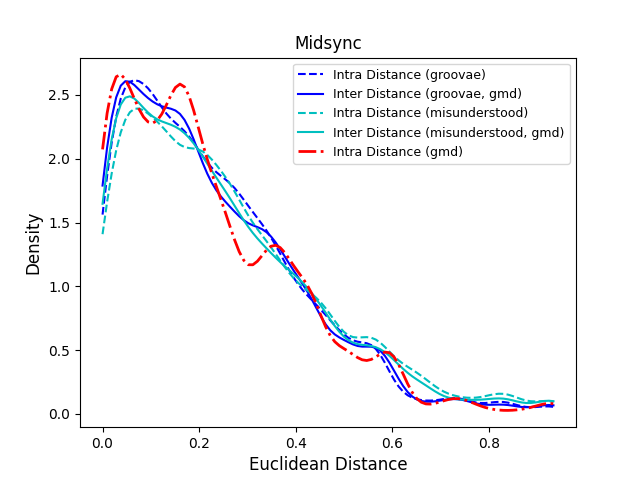 Midsync
Intra Distance (groovae)
Inter Distance (groovae, gmd)
Intra Distance (misunderstood)
Inter Distance (misunderstood, gmd)
Intra Distance (gmd)
Density
2.5
2.0
1.5
1.0
0.5
0.0
0.0 0.2 0.4 0.6 0.8
Euclidean Distance